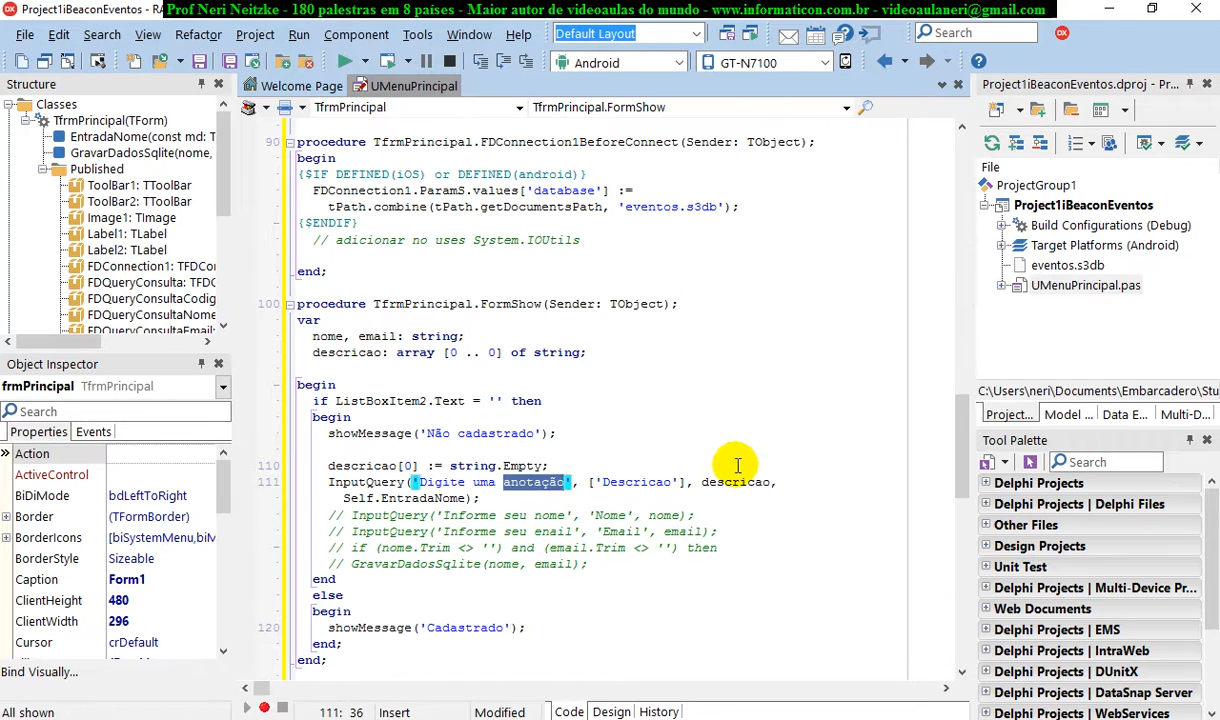 Prof Neri Neitzke - 180 palestras em 8 países - Maior autor de videoaulas do mundo - www.informaticon.com.br - videoaulaneri@gmail.com
Project1iBeaconEventos - RA
File Edit Search View Refactor Project Run Component Tools Window Help
Default Layout
Search
DX
Android
GT-N7100
Structure
Welcome Page
UMenuPrincipal
Project1iBeaconEventos.dproj - Pr...
TfrmPrincipal
TfrmPrincipal.FormShow
Classes
TfrmPrincipal(TForm)
EntradaNome(const md: T
GravarDadosSqlite(nome,
Published
ToolBar1: TToolBar
ToolBar2: TToolBar
Image1: TImage
Label1: TLabel
Label2: TLabel
FDConnection1: TFDCor
FDQueryConsulta: TFDC
FDQueryConsultaCodig
FDQueryConsultaNome
FDQueryConsultaEmail:
Object Inspector
frmPrincipal TfrmPrincipal
Search
Properties Events
Action
ActiveControl
BiDiMode bdLeftToRight
Border (TFormBorder)
BorderIcons [biSystemMenu,biM
BorderStyle Sizeable
Caption Form1
ClientHeight 480
ClientWidth 296
Cursor crDefault
Bind Visually...
All shown
90 procedure TfrmPrincipal.FDConnection1BeforeConnect(Sender: TObject);
begin
{$IF DEFINED(iOS) or DEFINED(android)}
FDConnection1.ParamS.values['database'] :=
tPath.combine(tPath.getDocumentsPath, 'eventos.s3db');
{$ENDIF}
// adicionar no uses System.IOUtils
end;
100 procedure TfrmPrincipal.FormShow(Sender: TObject);
var
nome, email: string;
descricao: array [0 .. 0] of string;
begin
if ListBoxItem2.Text = '' then
begin
showMessage('Não cadastrado');
110 descricao[0] := string.Empty;
111 InputQuery('Digite uma anotação', ['Descricao'], descricao,
Self.EntradaNome);
// InputQuery('Informe seu nome', 'Nome', nome);
// InputQuery('Informe seu enail', 'Email', email);
// if (nome.Trim <> '') and (email.Trim <> '') then
// GravarDadosSqlite(nome, email);
end
else
begin
120 showMessage('Cadastrado');
end;
end;
111: 36 Insert Modified Code Design History
File
ProjectGroup1
Project1iBeaconEventos
Build Configurations (Debug)
Target Platforms (Android)
eventos.s3db
UMenuPrincipal.pas
C:\Users\neri\Documents\Embarcadero\Stu
Project... Model ... Data E... Multi-D...
Tool Palette
Search
Delphi Projects
Delphi Projects | Delphi Files
Other Files
Design Projects
Unit Test
Delphi Projects | Multi-Device Pr...
Web Documents
Delphi Projects | EMS
Delphi Projects | IntraWeb
Delphi Projects | DUnitX
Delphi Projects | DataSnap Server
Delphi Projects | WebServices